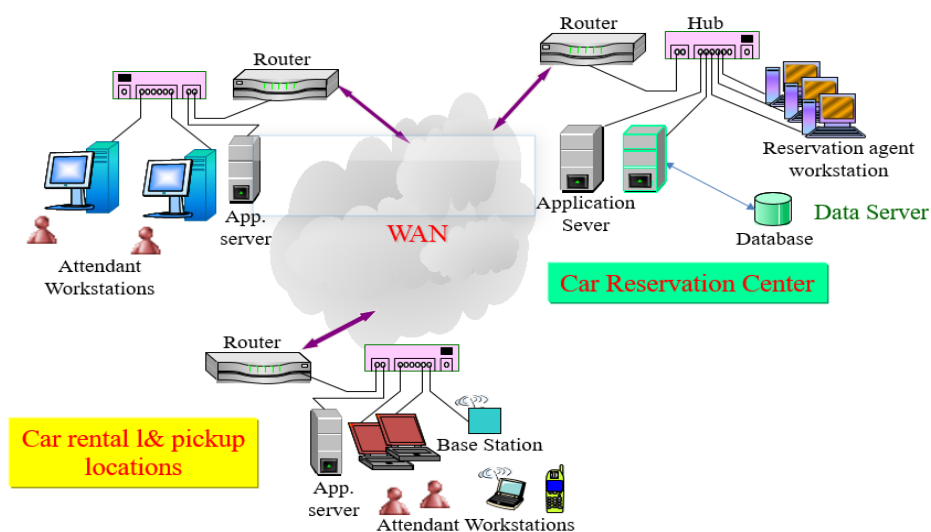 Router
Router
Hub
App.
server
Attendant
Workstations
WAN
Application
Sever
Reservation agent
workstation
Data Server
Database
Car Reservation Center
Router
Car rental l& pickup
locations
App.
server
Base Station
Attendant Workstations